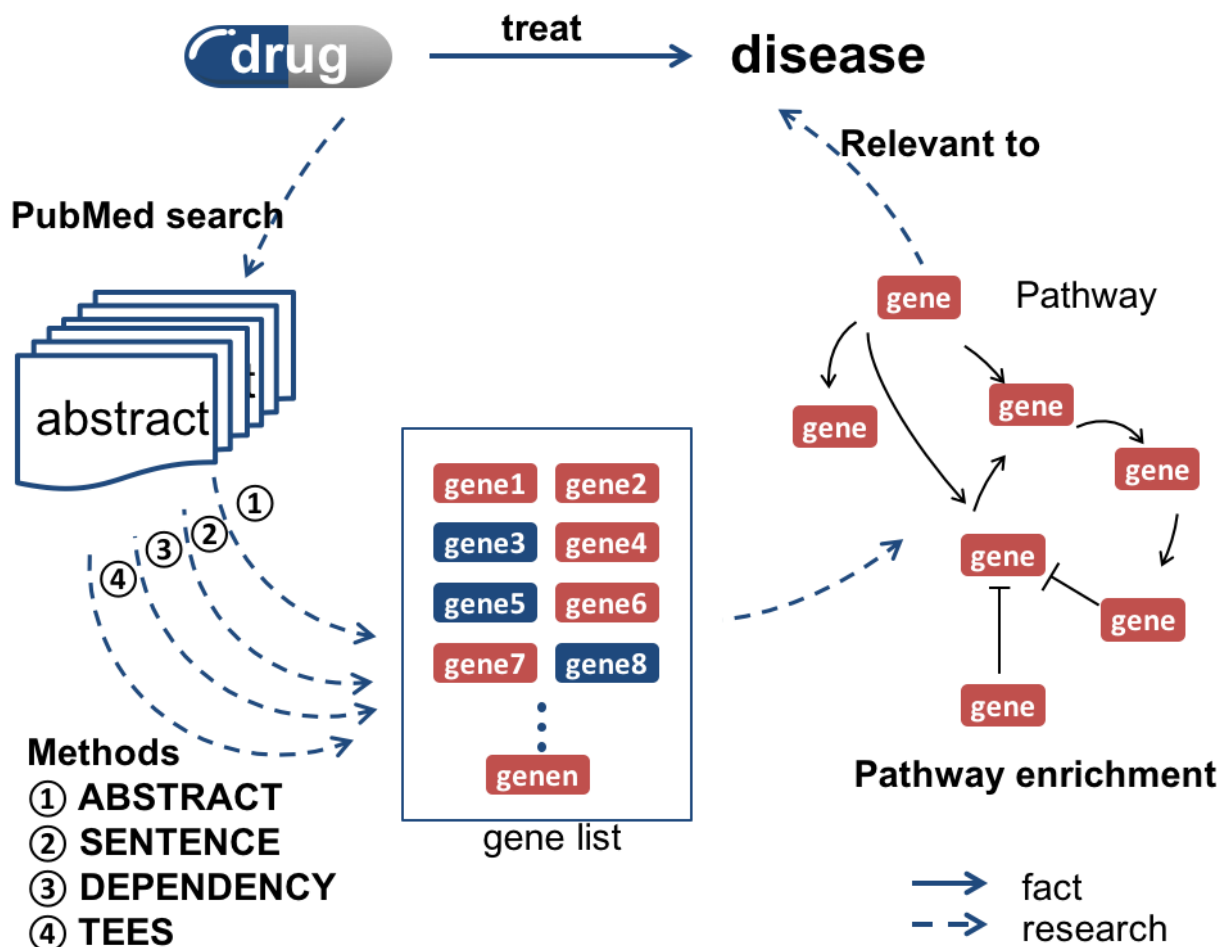 drug
treat
disease
Relevant to
PubMed search
gene
Pathway
abstract
t
gene
gene
gene
gene1 gene2
gene3 gene4
gene5 gene6
gene7 gene8
genen
gene list
①
②
③
④
gene
gene
gene
Pathway enrichment
Methods
① ABSTRACT
② SENTENCE
③ DEPENDENCY
④ TEES
fact
research